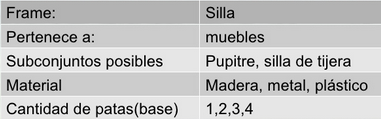 Frame: Silla
Pertenece a: muebles
Subconjuntos posibles Pupitre, silla de tijera
Material Madera, metal, plástico
Cantidad de patas(base) 1,2,3,4